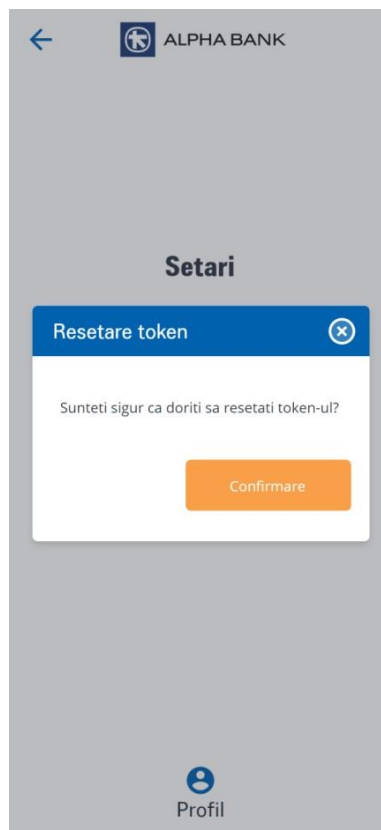 ALPHA BANK
Setari
Resetare token
Sunteti sigur ca doriti sa resetati token-ul?
Confirmare
Profil